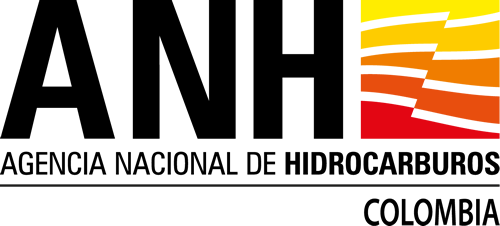 ANH
AGENCIA NACIONAL DE HIDROCARBUROS
COLOMBIA